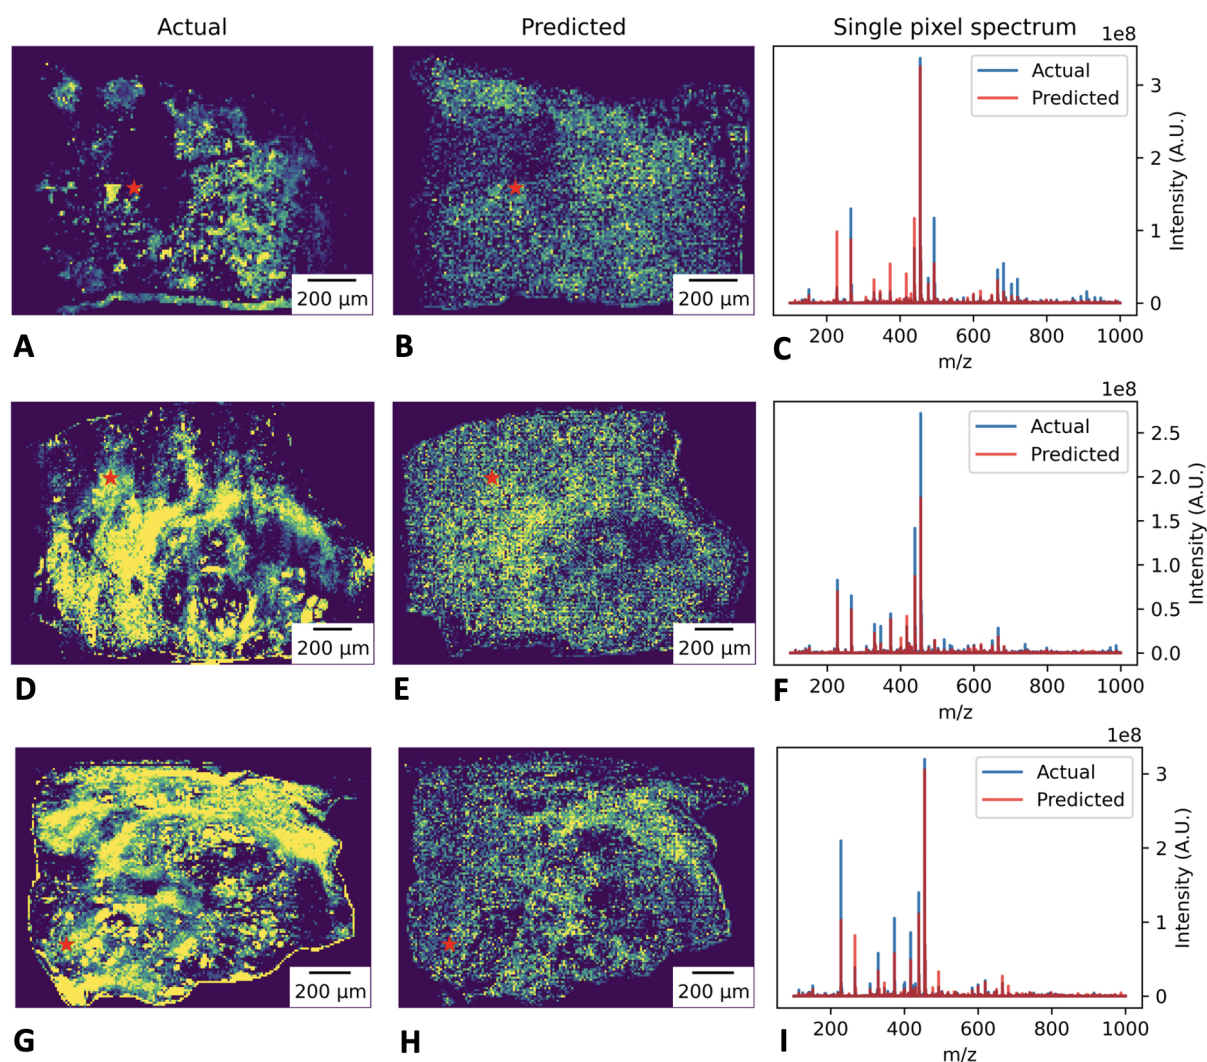 Actual
Predicted
Single pixel spectrum
1e8
Actual
Predicted
3
2
1
0
Intensity (A.U.)
200 µm
200 µm
200 400 600 800 1000
m/z
A
B
C
1e8
Actual
Predicted
2.5
2.0
1.5
1.0
0.5
0.0
Intensity (A.U.)
200 µm
200 µm
200 400 600 800 1000
m/z
D
E
F
1e8
Actual
Predicted
3
2
1
0
Intensity (A.U.)
200 µm
200 µm
200 400 600 800 1000
m/z
G
H
I